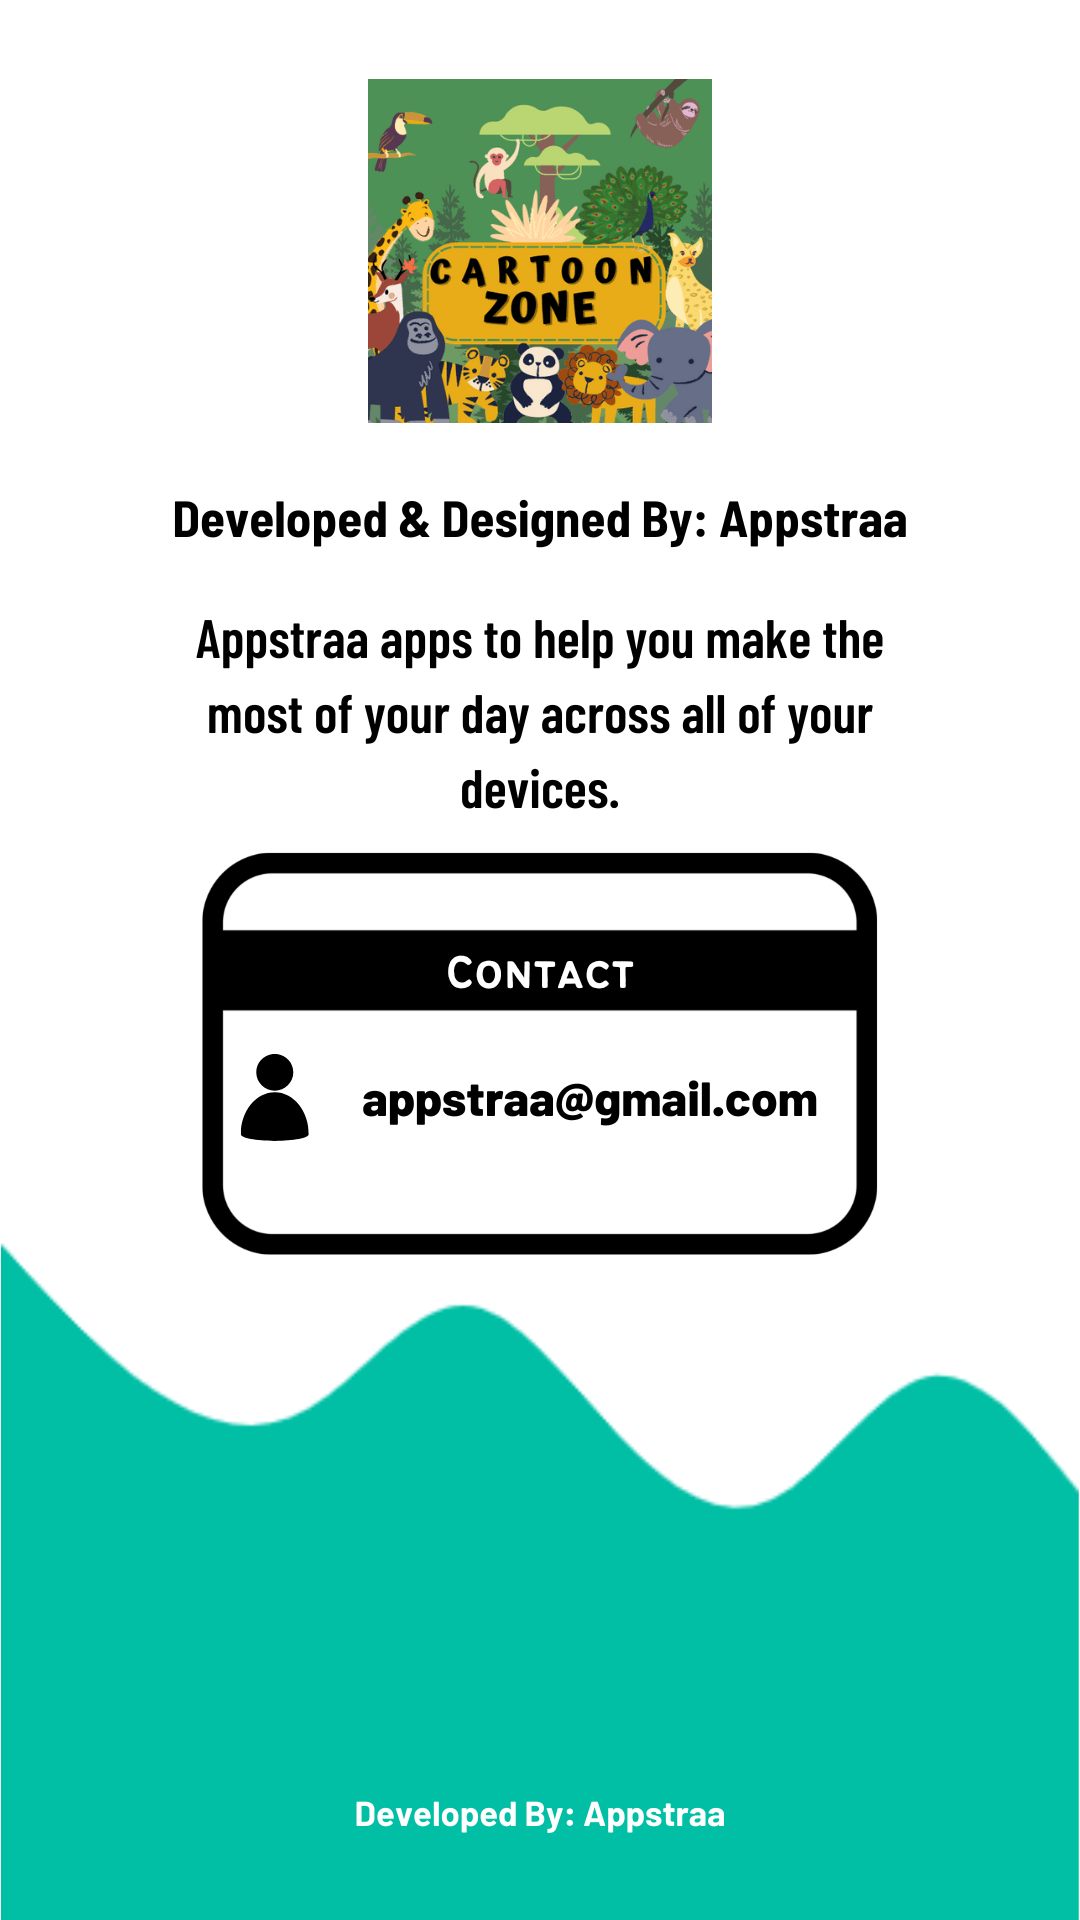 CARTOON
ZONE
Developed & Designed By: Appstraa
Appstraa apps to help you make the
most of your day across all of your
devices.
CONTACT
appstraa@gmail.com
Developed By: Appstraa